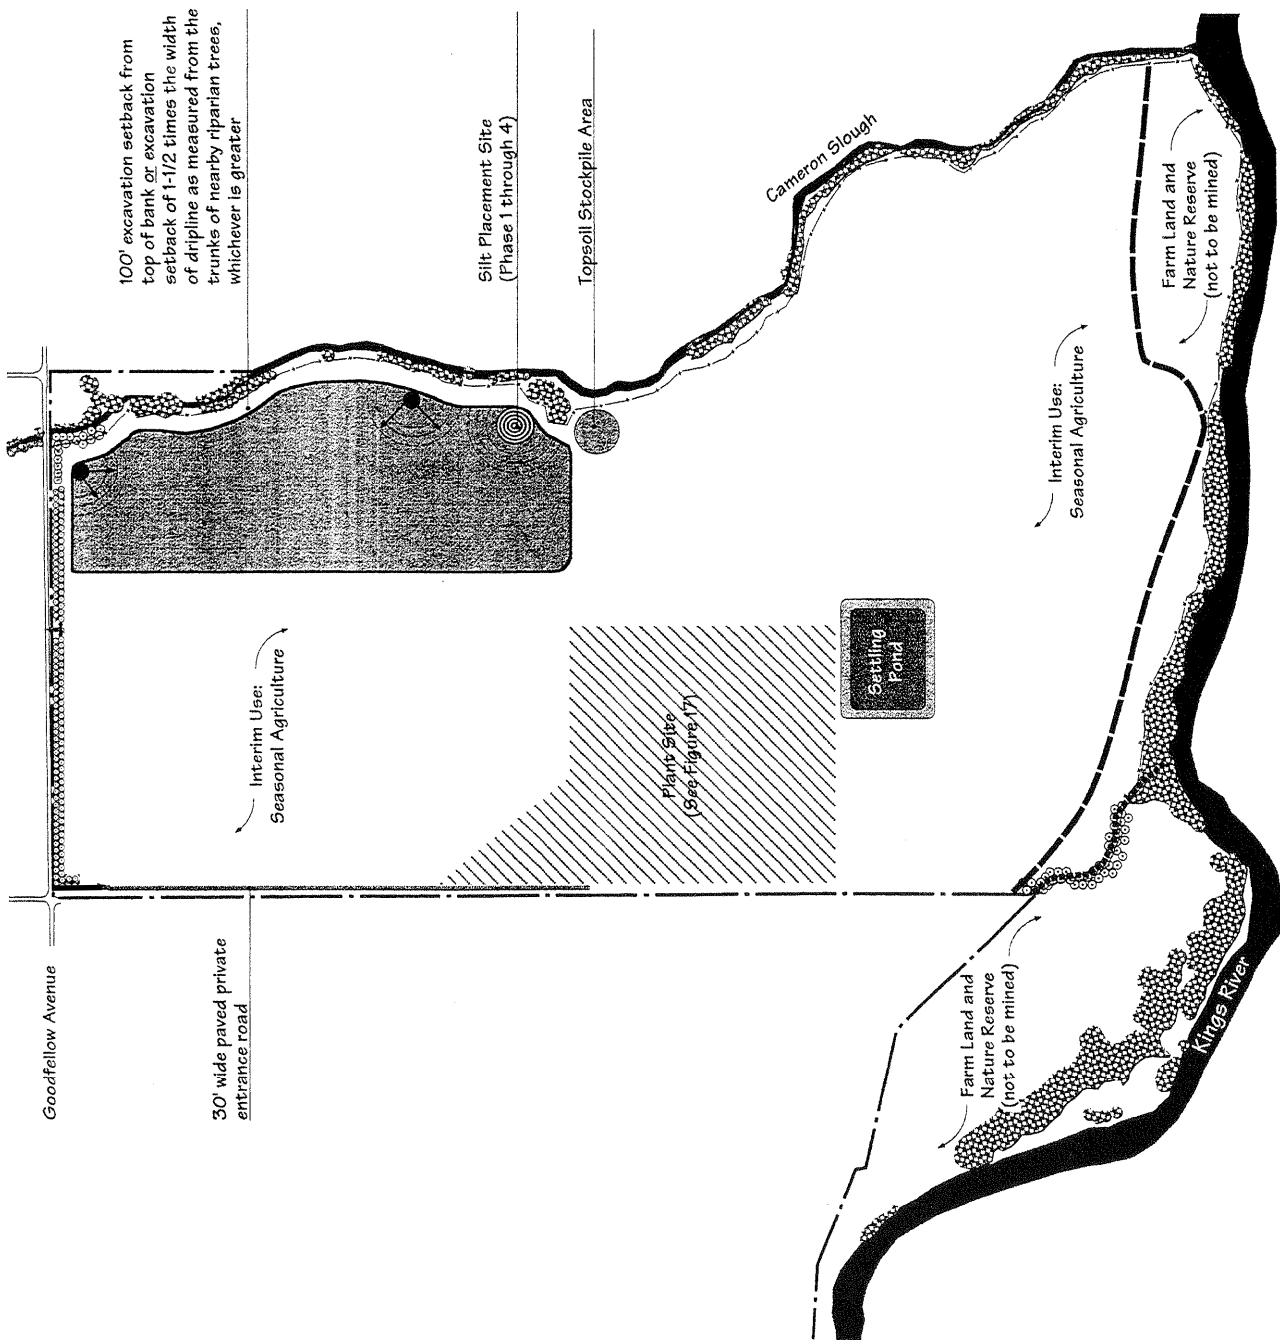 Goodfellow Avenue
30' wide paved private
entrance road
100' excavation setback from
top of bank or excavation
setback of 1-1/2 times the width
of dripline as measured from the
trunks of nearby riparian trees,
whichever is greater
Silt Placement Site
(Phase 1 through 4)
Topsoil Stockpile Area
Cameron Slough
Interim Use:
Seasonal Agriculture
Plant Site
(See Figure 17)
Settling
Pond
Interim Use:
Seasonal Agriculture
Farm Land and
Nature Reserve
(not to be mined)
Farm Land and
Nature Reserve
(not to be mined)
Kings River